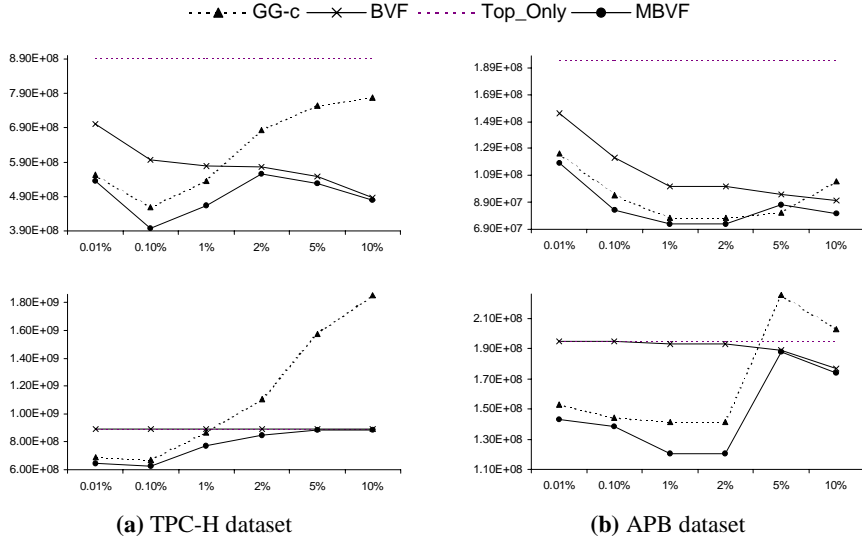 GG-c BVF Top_Only MBVF
8.90E+08
7.90E+08
6.90E+08
5.90E+08
4.90E+08
3.90E+08
0.01% 0.10% 1% 2% 5% 10%
1.89E+08
1.69E+08
1.49E+08
1.29E+08
1.09E+08
8.90E+07
6.90E+07
0.01% 0.10% 1% 2% 5% 10%
1.80E+09
1.60E+09
1.40E+09
1.20E+09
1.00E+09
8.00E+08
6.00E+08
0.01% 0.10% 1% 2% 5% 10%
2.10E+08
1.90E+08
1.70E+08
1.50E+08
1.30E+08
1.10E+08
0.01% 0.10% 1% 2% 5% 10%
(a) TPC-H dataset
(b) APB dataset